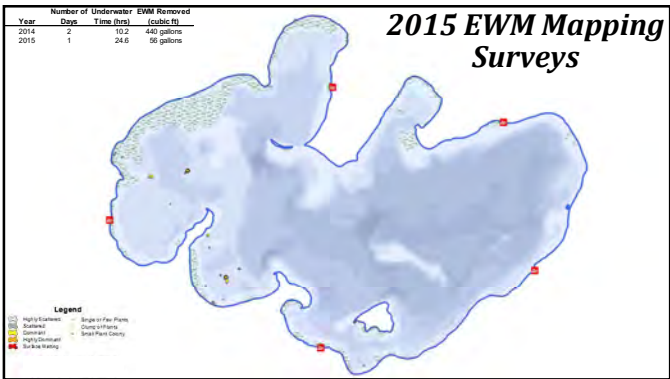 2015 EWM Mapping
Surveys
Number of Underwater EWM Removed
Year Days Time (hrs) (cubic ft)
2014 2 10.2 440 gallons
2015 1 24.6 56 gallons
Legend
Highly Scattered
Scattered
Dominant
Highly Dominant
Surface Matting
Single or Few Plants
Clump of Plants
Small Plant Colony